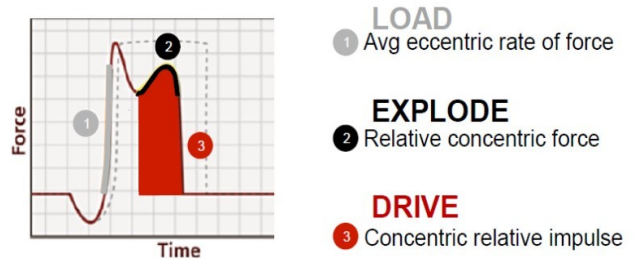 Force
Time
1
2
3
LOAD
1 Avg eccentric rate of force
EXPLODE
2 Relative concentric force
DRIVE
3 Concentric relative impulse